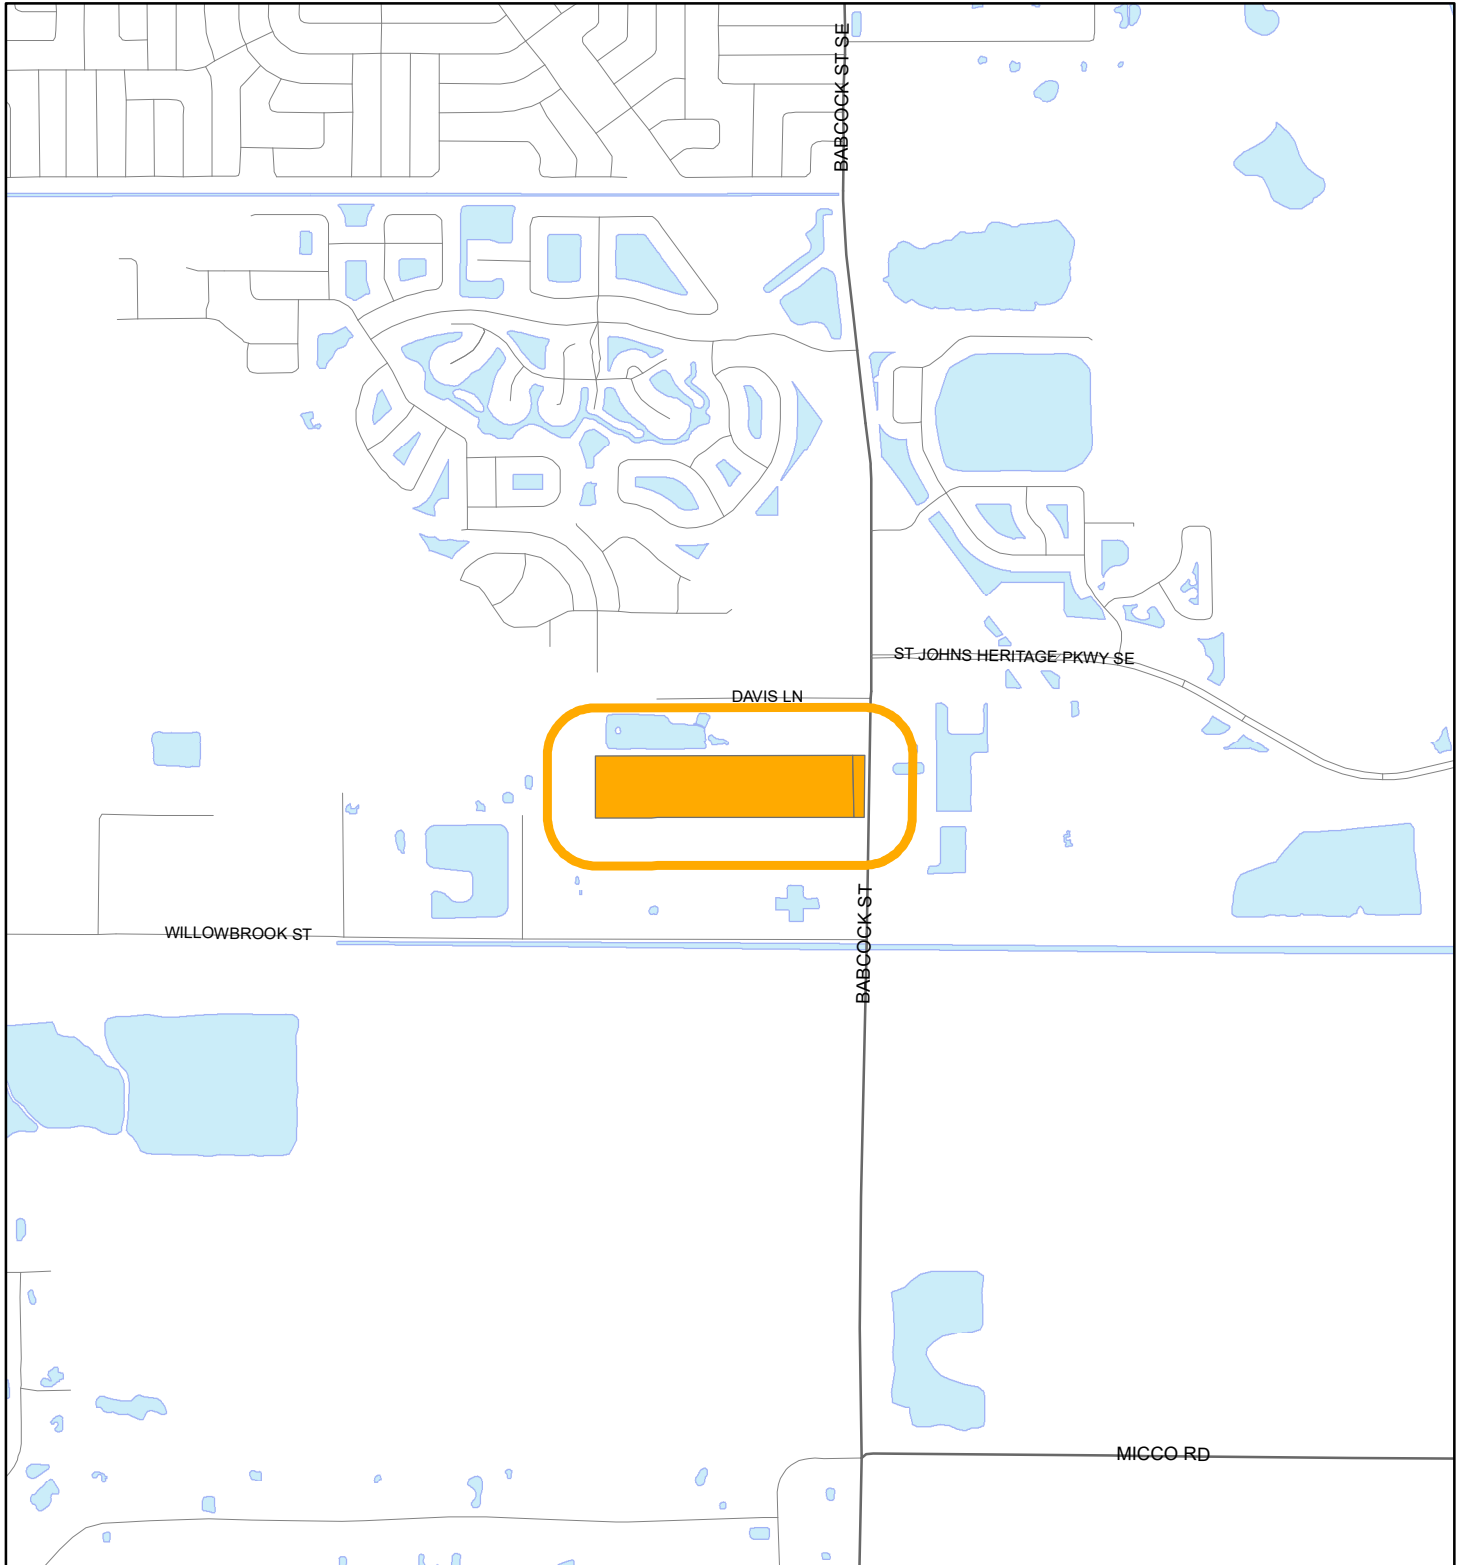 BABCOCK ST SE
ST JOHNS HERITAGE PKWY SE
DAVIS LN
BABCOCK ST
WILLOWBROOK ST
MICCO RD